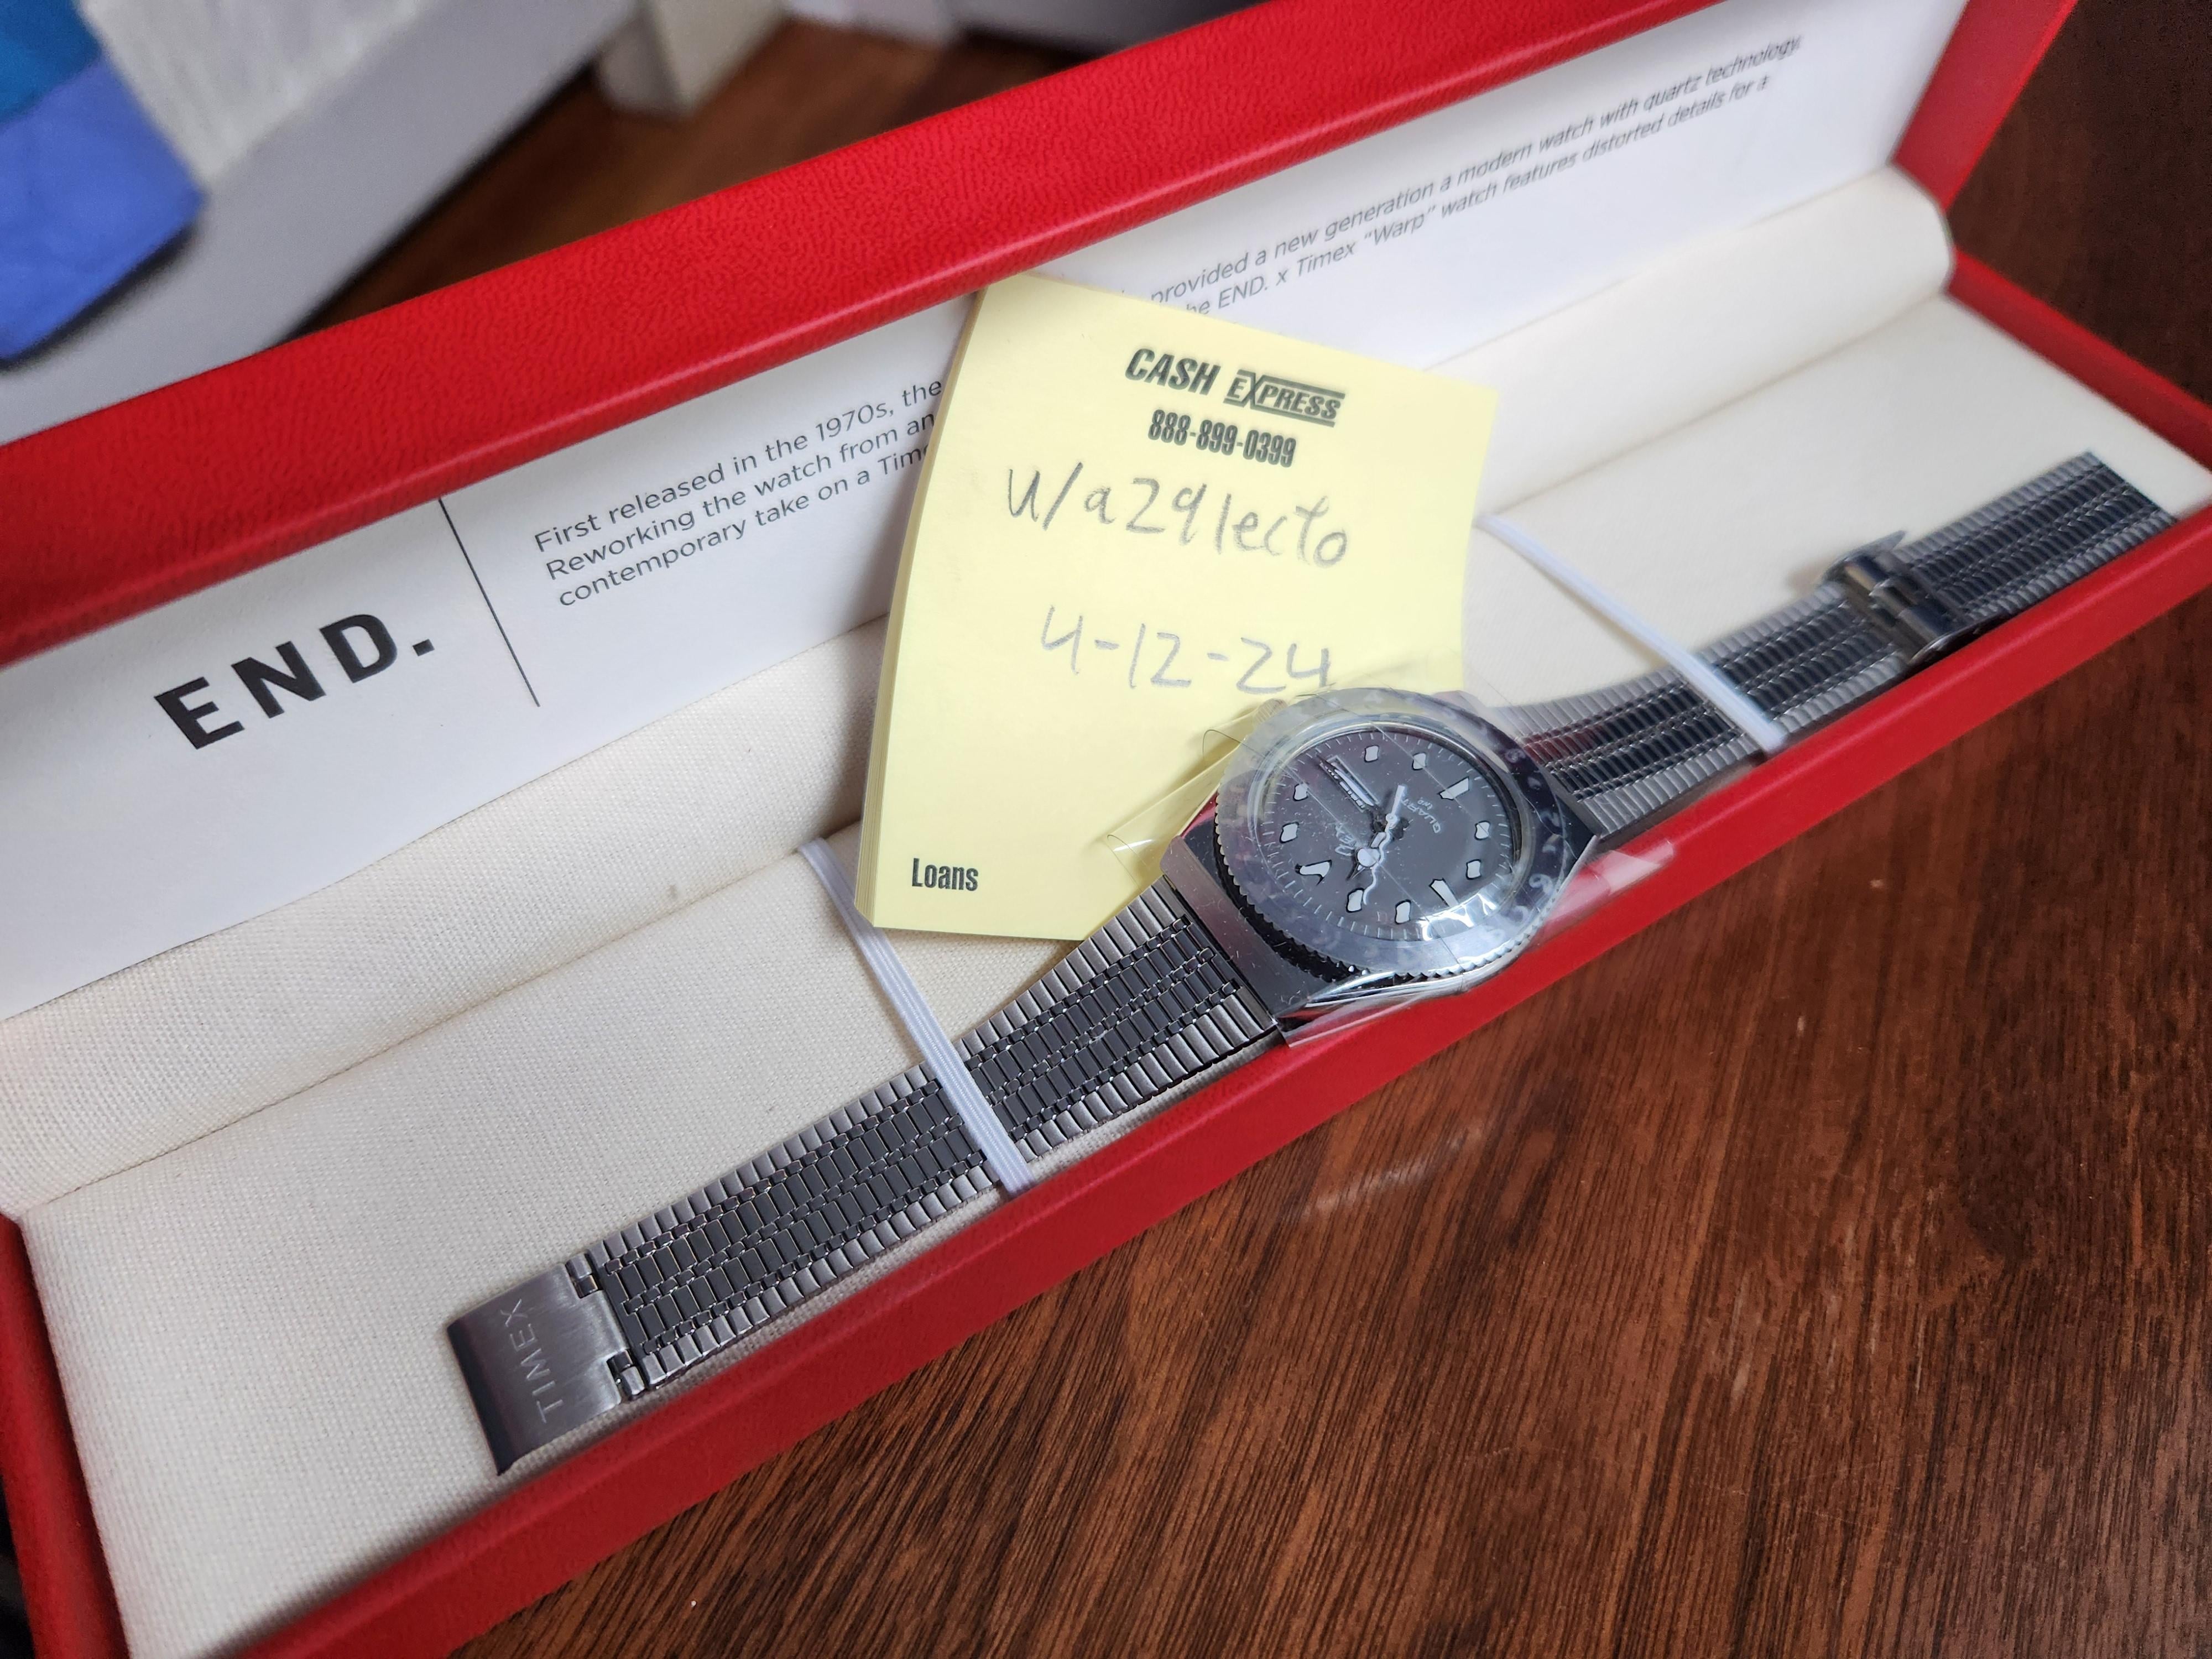 END.
First released in the 1970s, the
provided a new generation a modern watch with quartz technology.
Reworking the watch from an
he END. x Timex "Warp" watch features distorted details for a
contemporary take on a Time
CASH EXPRESS
888-899-0399
u/a29lecto
4-12-24
Loans
QUARTZ
TIMEX